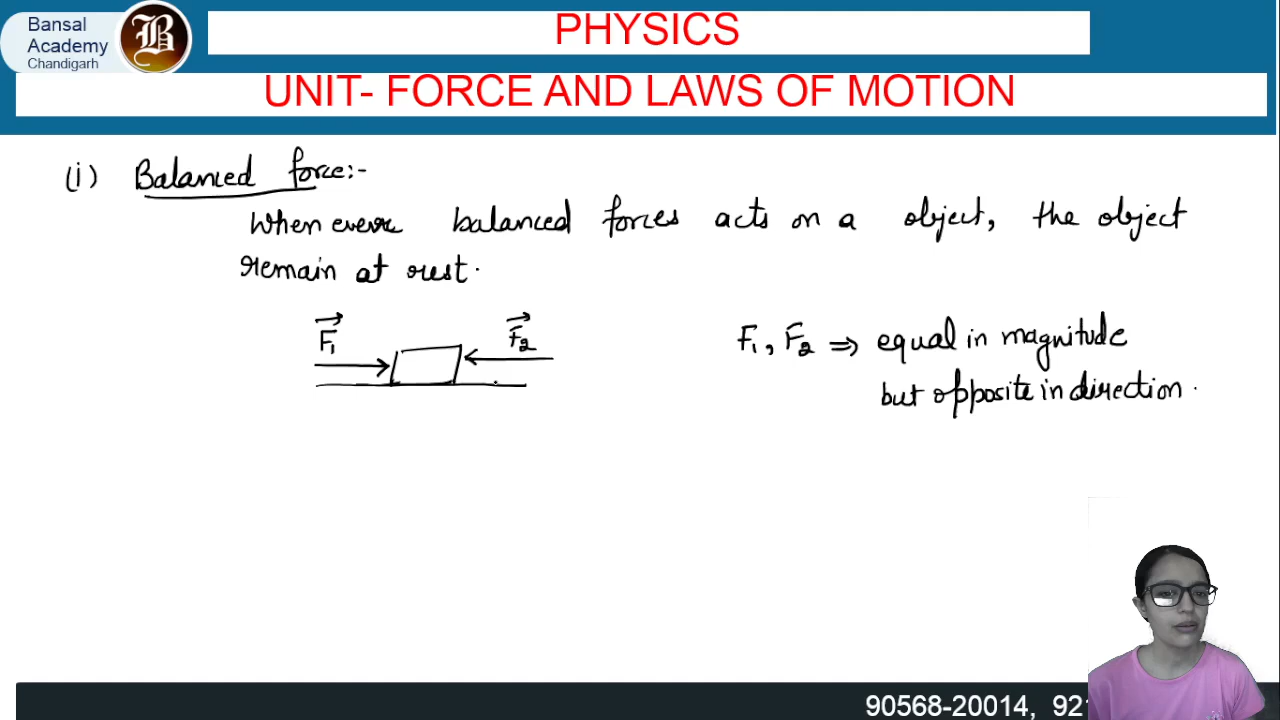 Bansal
Academy
Chandigarh
B
PHYSICS
UNIT- FORCE AND LAWS OF MOTION
(i) Balanced force:-
When ever balanced forces acts on a object, the object
remain at rest.
F₁ F₂
F₁, F₂ ⇒ equal in magnitude
but opposite in direction.
90568-20014, 92